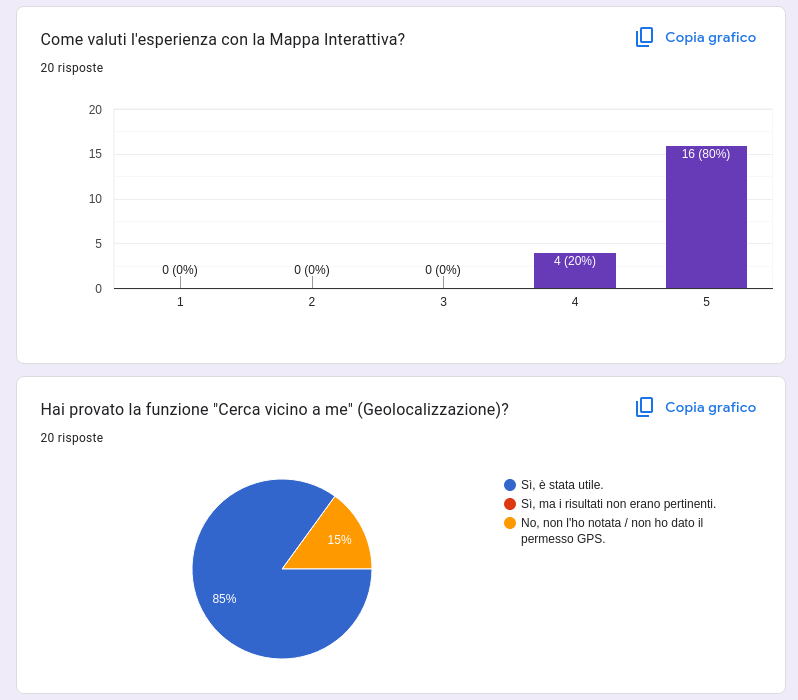 Come valuti l'esperienza con la Mappa Interattiva?
Copia grafico
20 risposte
20
15
10
5
0
0 (0%)
0 (0%)
0 (0%)
4 (20%)
16 (80%)
1
2
3
4
5
Hai provato la funzione "Cerca vicino a me" (Geolocalizzazione)?
Copia grafico
20 risposte
Sì, è stata utile.
Sì, ma i risultati non erano pertinenti.
No, non l'ho notata / non ho dato il
permesso GPS.
15%
85%